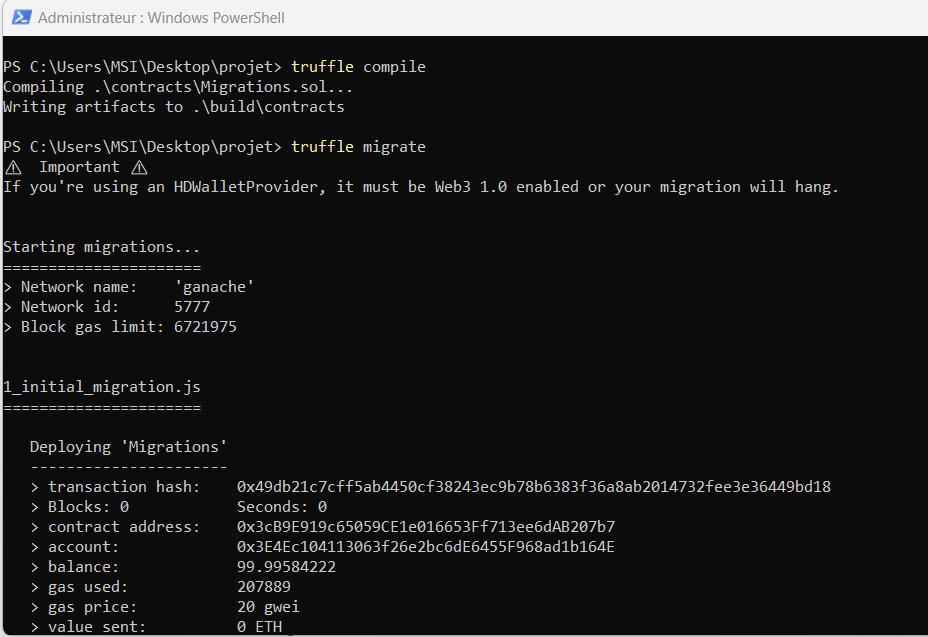 Administrateur : Windows PowerShell
PS C:\Users\MSI\Desktop\projet> truffle compile
Compiling .\contracts\Migrations.sol...
Writing artifacts to .\build\contracts
PS C:\Users\MSI\Desktop\projet> truffle migrate
⚠ Important ⚠
If you're using an HDWalletProvider, it must be Web3 1.0 enabled or your migration will hang.
Starting migrations...
======================
> Network name:    'ganache'
> Network id:      5777
> Block gas limit: 6721975
1_initial_migration.js
======================
Deploying 'Migrations'
----------------------
> transaction hash:    0x49db21c7cff5ab4450cf38243ec9b78b6383f36a8ab2014732fee3e36449bd18
> Blocks: 0            Seconds: 0
> contract address:    0x3cB9E919c65059CE1e016653Ff713ee6dAB207b7
> account:             0x3E4Ec104113063f26e2bc6dE6455F968ad1b164E
> balance:             99.99584222
> gas used:            207889
> gas price:           20 gwei
> value sent:          0 ETH